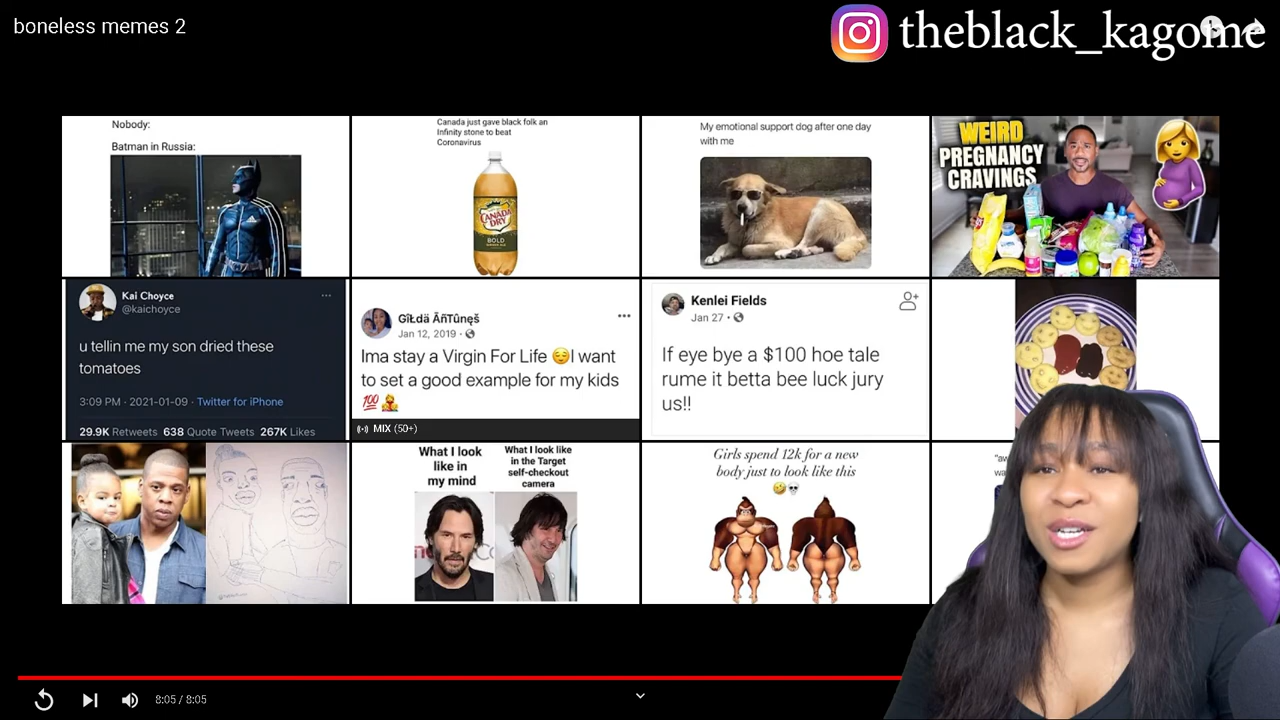 boneless memes 2
theblack_kagome
Nobody:
Batman in Russia:
Canada just gave black folk an
Infinity stone to beat
Coronavirus
CANADA
DRY
BOLD
My emotional support dog after one day
with me
WEIRD
PREGNANCY
CRAVINGS
Kai Choyce
@kaichoyce
u tellin me my son dried these
tomatoes
3:09 PM · 2021-01-09 · Twitter for iPhone
29.9K Retweets 638 Quote Tweets 267K Likes
GîŁdä ÂñTûnęš
Jan 12, 2019 ·
Ima stay a Virgin For Life 😌I want
to set a good example for my kids
💯🤱
MIX (50+)
Kenlei Fields
Jan 27 ·
If eye bye a $100 hoe tale
rume it betta bee luck jury
us!!
What I look
like in
my mind
What I look like
in the Target
self-checkout
camera
Girls spend 12k for a new
body just to look like this
🤣💀
8:05 / 8:05